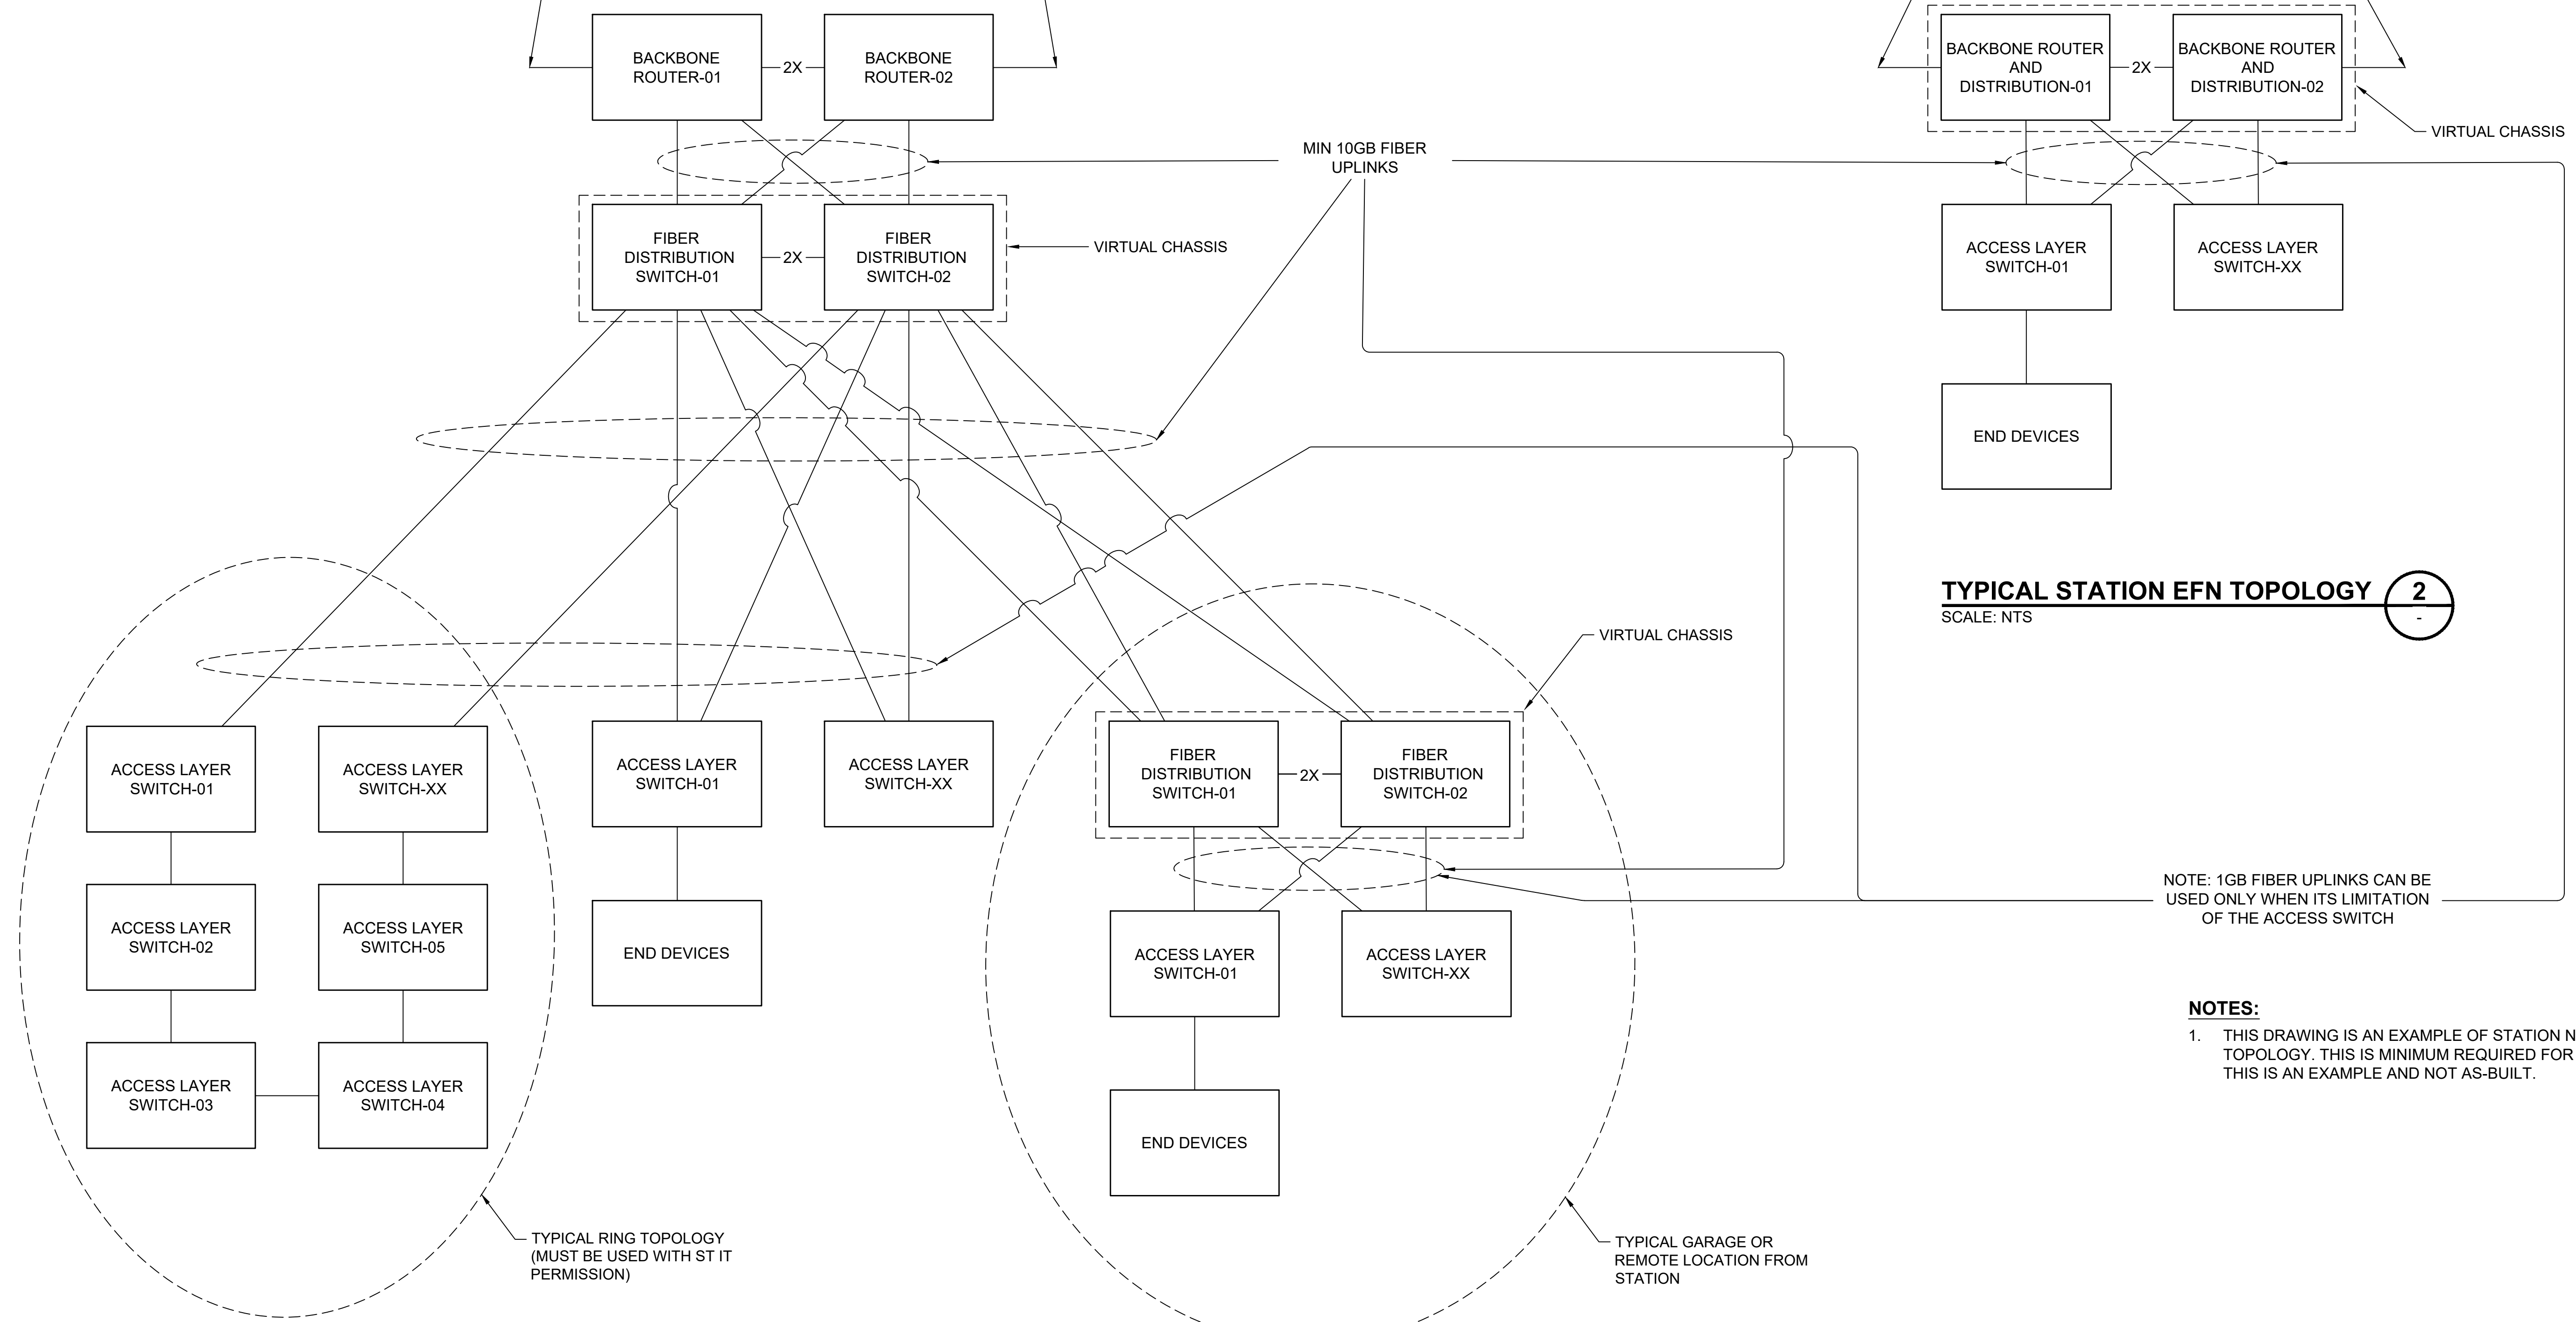 BACKBONE
ROUTER-01
2X
BACKBONE
ROUTER-02
BACKBONE ROUTER
AND
DISTRIBUTION-01
2X
BACKBONE ROUTER
AND
DISTRIBUTION-02
VIRTUAL CHASSIS
MIN 10GB FIBER
UPLINKS
FIBER
DISTRIBUTION
SWITCH-01
2X
FIBER
DISTRIBUTION
SWITCH-02
VIRTUAL CHASSIS
ACCESS LAYER
SWITCH-01
ACCESS LAYER
SWITCH-XX
END DEVICES
TYPICAL STATION EFN TOPOLOGY
2
-
SCALE: NTS
VIRTUAL CHASSIS
ACCESS LAYER
SWITCH-01
ACCESS LAYER
SWITCH-XX
ACCESS LAYER
SWITCH-01
ACCESS LAYER
SWITCH-XX
FIBER
DISTRIBUTION
SWITCH-01
2X
FIBER
DISTRIBUTION
SWITCH-02
ACCESS LAYER
SWITCH-02
ACCESS LAYER
SWITCH-05
END DEVICES
ACCESS LAYER
SWITCH-01
ACCESS LAYER
SWITCH-XX
NOTE: 1GB FIBER UPLINKS CAN BE
USED ONLY WHEN ITS LIMITATION
OF THE ACCESS SWITCH
ACCESS LAYER
SWITCH-03
ACCESS LAYER
SWITCH-04
END DEVICES
NOTES:
1. THIS DRAWING IS AN EXAMPLE OF STATION N
TOPOLOGY. THIS IS MINIMUM REQUIRED FOR
THIS IS AN EXAMPLE AND NOT AS-BUILT.
TYPICAL RING TOPOLOGY
(MUST BE USED WITH ST IT
PERMISSION)
TYPICAL GARAGE OR
REMOTE LOCATION FROM
STATION